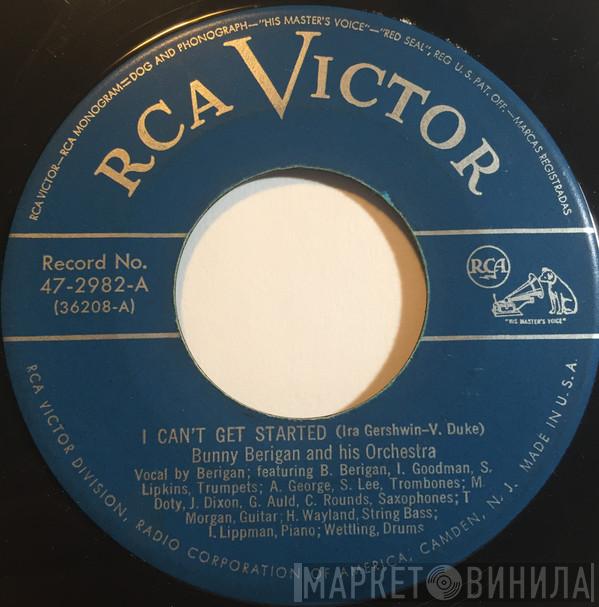 RCA VICTOR—RCA MONOGRAM—DOG AND PHONOGRAPH—"HIS MASTER'S VOICE"—"RED SEAL", REG U.S. PAT. OFF.—MARCAS REGISTRADAS
RCA VICTOR
Record No.
47-2982-A
(36208-A)
RCA
"HIS MASTER'S VOICE"
I CAN'T GET STARTED (Ira Gershwin-V. Duke)
Bunny Berigan and his Orchestra
Vocal by Berigan; featuring B. Berigan, I. Goodman, S.
Lipkins, Trumpets; A. George, S. Lee, Trombones; M
Doty, J. Dixon, G. Auld, C. Rounds, Saxophones; T
Morgan, Guitar; H. Wayland, String Bass;
I. Lippman, Piano; Wettling, Drums
RCA VICTOR DIVISION, RADIO CORPORATION OF AMERICA, CAMDEN, N. J. MADE IN U.S.A.
МАРКЕТ ВИНИЛА